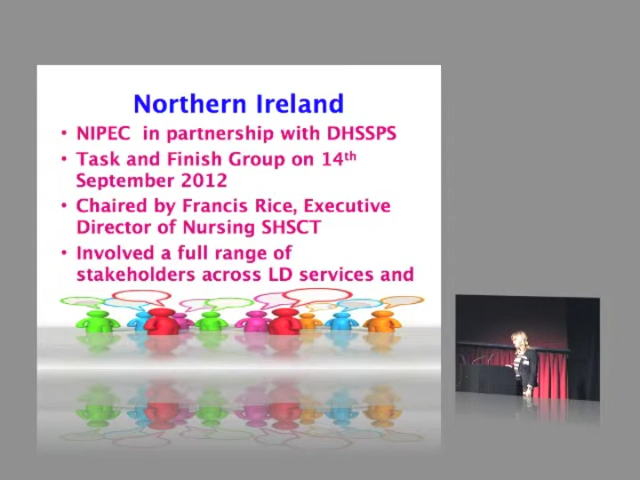 Northern Ireland
• NIPEC in partnership with DHSSPS
• Task and Finish Group on 14th
September 2012
• Chaired by Francis Rice, Executive
Director of Nursing SHSCT
• Involved a full range of
stakeholders across LD services and